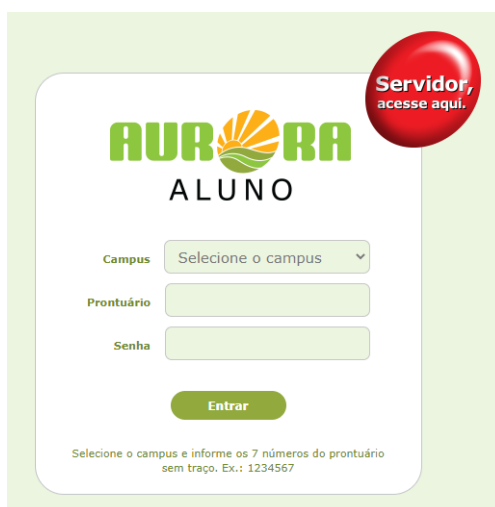 Servidor,
acesse aqui.
AURORA
ALUNO
Campus
Selecione o campus
Prontuário
Senha
Entrar
Selecione o campus e informe os 7 números do prontuário
sem traço. Ex.: 1234567